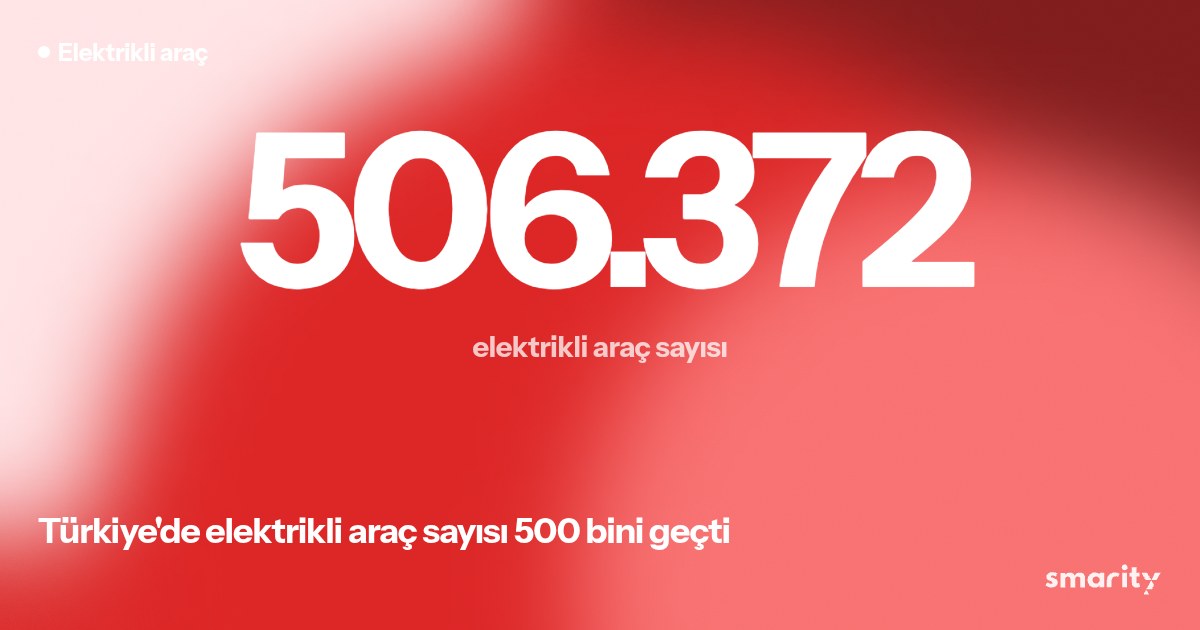 Elektrikli araç
506.372
elektrikli araç sayısı
Türkiye'de elektrikli araç sayısı 500 bini geçti
smarity